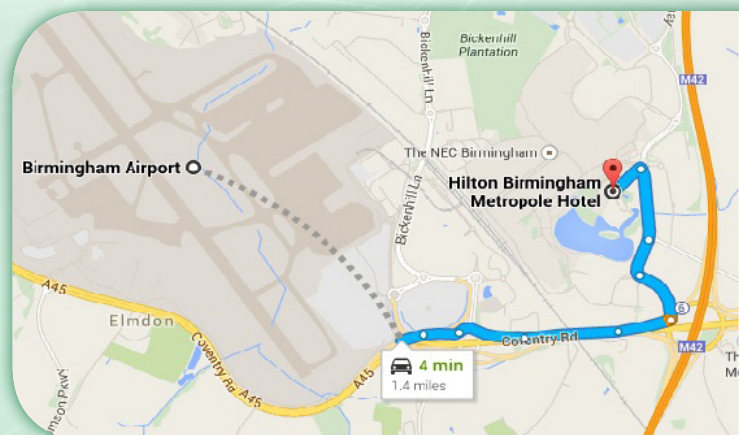 Bickenhill
Plantation
Bickenhill Ln
M42
The NEC Birmingham
Birmingham Airport
Hilton Birmingham
Metropole Hotel
Bickenhill Ln
A45
Elmdon
Coventry Rd
A45
A45
Coventry Rd
6
M42
4 min
1.4 miles